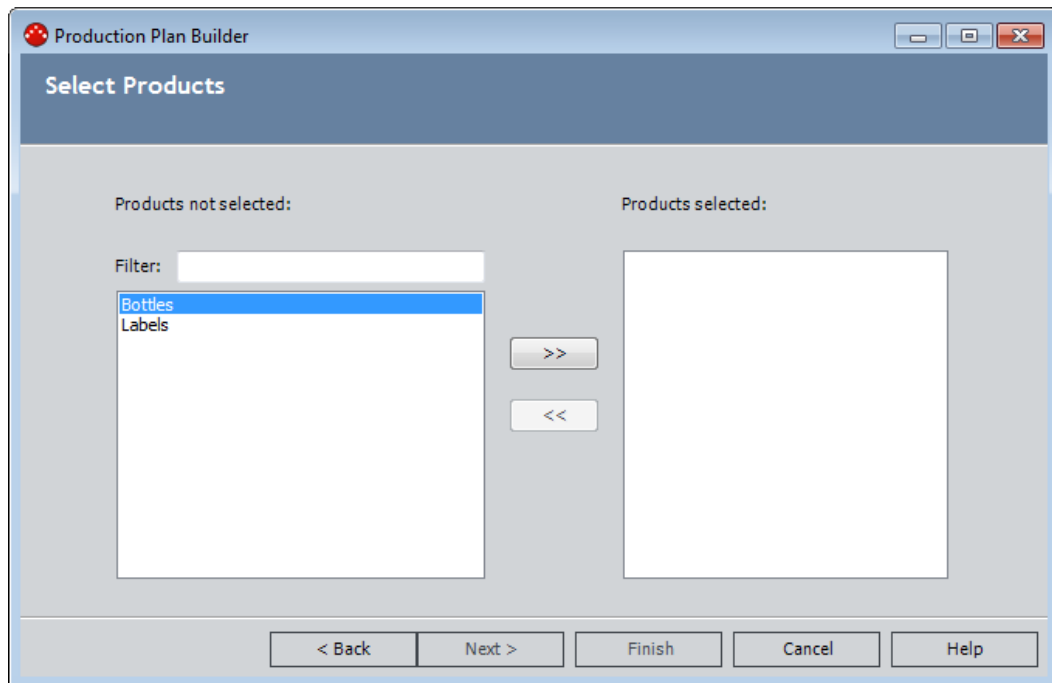 Production Plan Builder
Select Products
Products not selected:
Products selected:
Filter:
Bottles
Labels
>>
<<
< Back
Next >
Finish
Cancel
Help